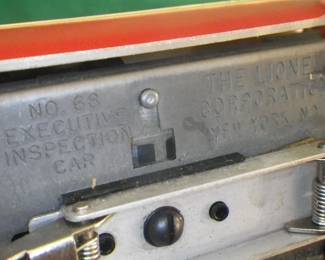 NO. 68
EXECUTIVE
INSPECTION
CAR
THE LIONEL
CORPORATION
NEW YORK N.